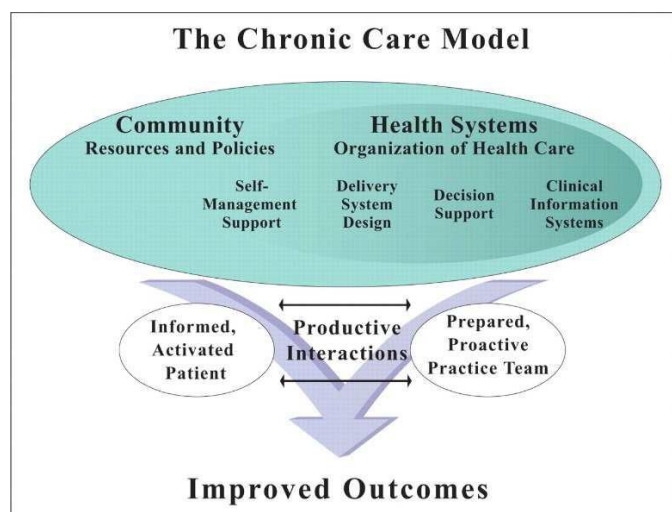 The Chronic Care Model
Community
Resources and Policies
Health Systems
Organization of Health Care
Self-
Management
Support
Delivery
System
Design
Decision
Support
Clinical
Information
Systems
Informed,
Activated
Patient
Productive
Interactions
Prepared,
Proactive
Practice Team
Improved Outcomes